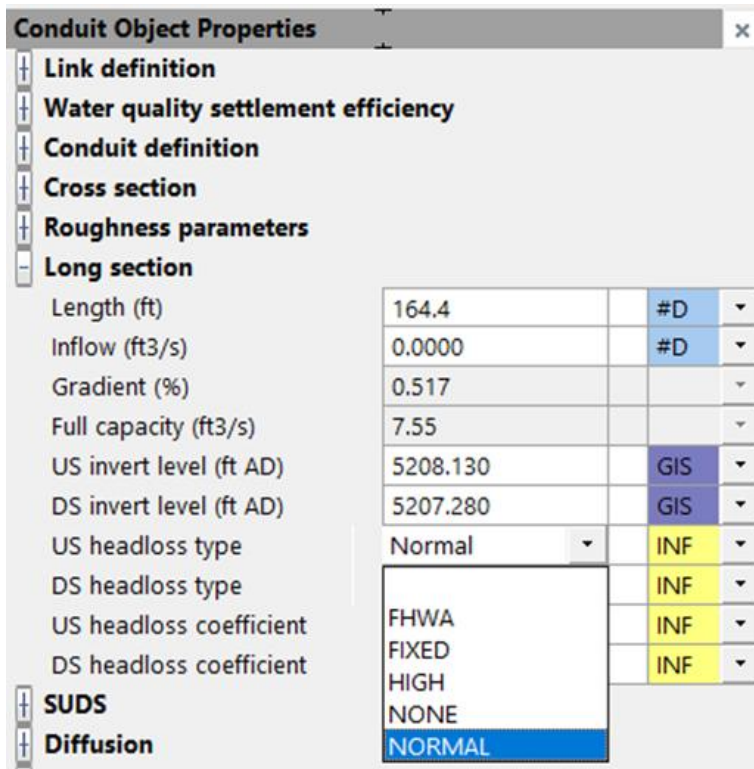 Conduit Object Properties
Link definition
Water quality settlement efficiency
Conduit definition
Cross section
Roughness parameters
Long section
Length (ft) 164.4 #D
Inflow (ft3/s) 0.0000 #D
Gradient (%) 0.517
Full capacity (ft3/s) 7.55
US invert level (ft AD) 5208.130 GIS
DS invert level (ft AD) 5207.280 GIS
US headloss type Normal INF
DS headloss type INF
US headloss coefficient FHWA INF
DS headloss coefficient FIXED INF
HIGH
SUDS NONE
Diffusion NORMAL